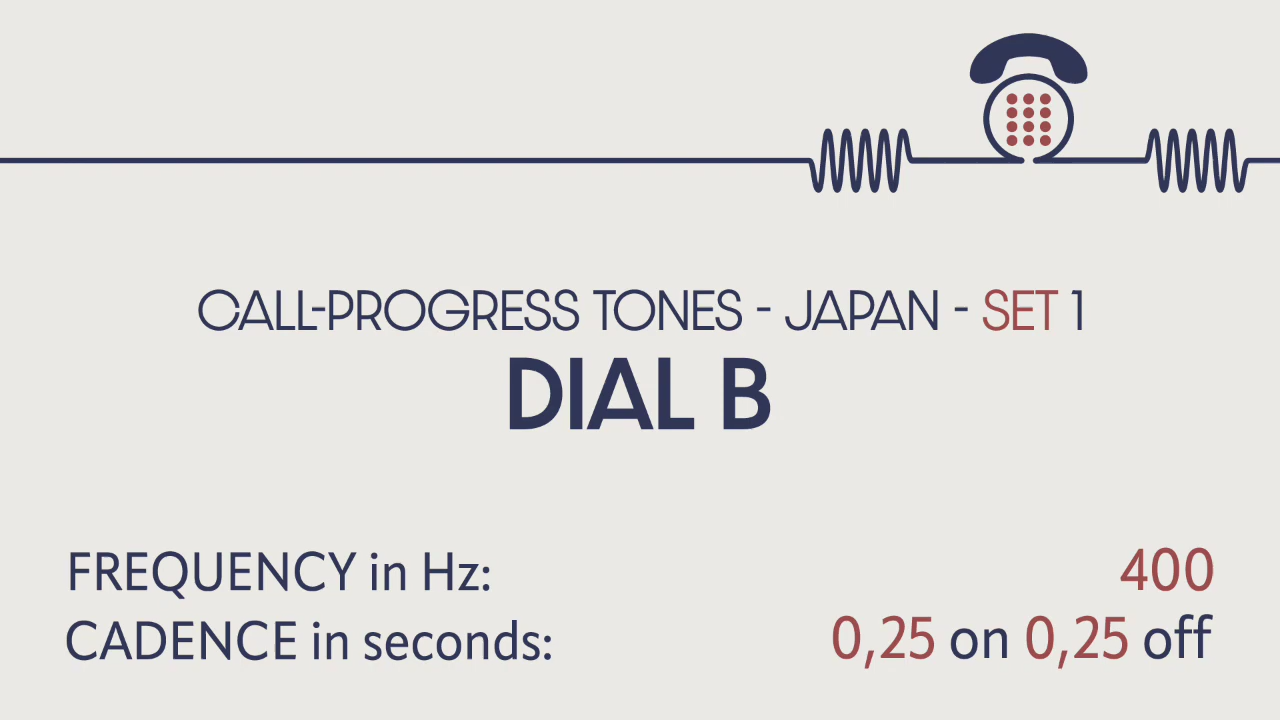 CALL-PROGRESS TONES - JAPAN - SET 1
DIAL B
FREQUENCY in Hz: 400
CADENCE in seconds: 0,25 on 0,25 off